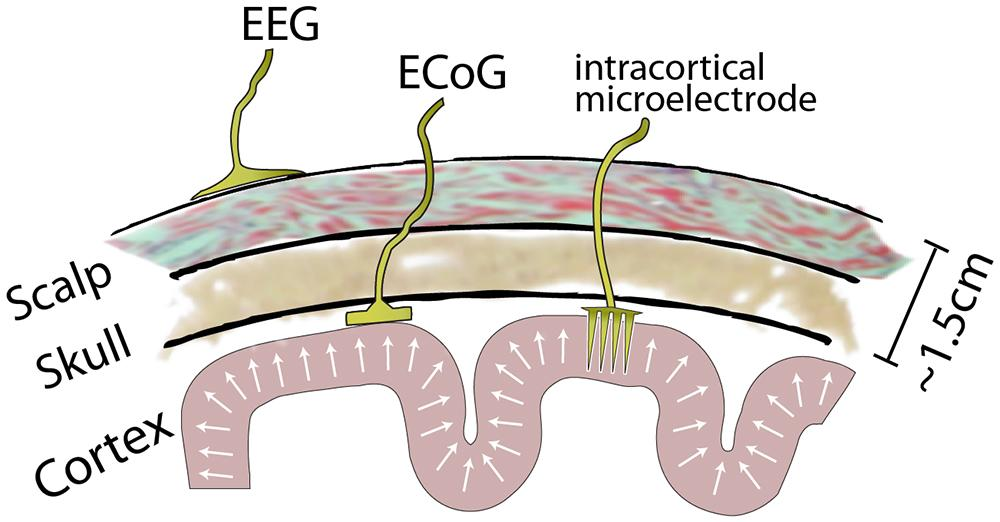 EEG
ECoG
intracortical
microelectrode
Scalp
Skull
Cortex
~1.5cm